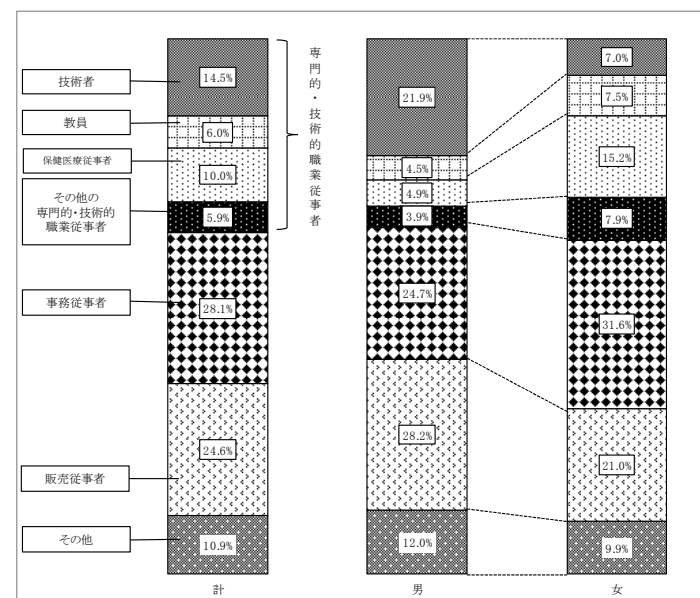 技術者
教員
保健医療従事者
その他の
専門的・技術的
職業従事者
事務従事者
販売従事者
その他
14.5%
6.0%
10.0%
5.9%
28.1%
24.6%
10.9%
計
専門的・技術的職業従事者
21.9%
4.5%
4.9%
3.9%
24.7%
28.2%
12.0%
男
7.0%
7.5%
15.2%
7.9%
31.6%
21.0%
9.9%
女